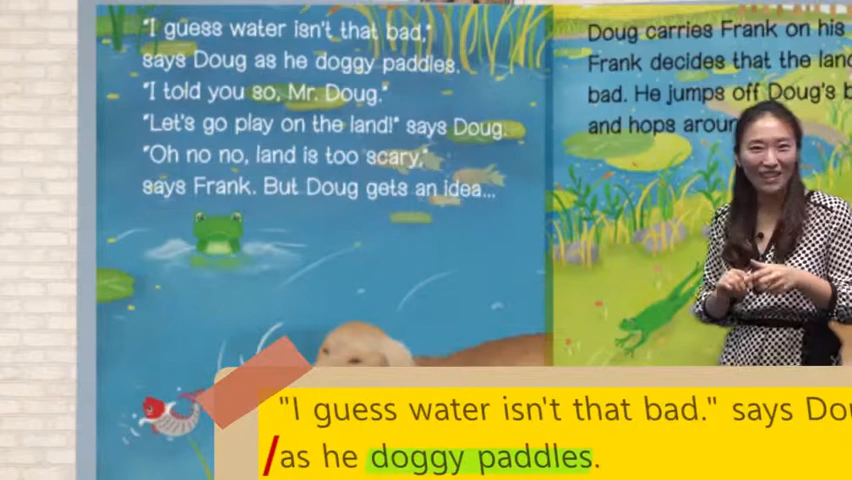 "I guess water isn't that bad,"
says Doug as he doggy paddles.
"I told you so, Mr. Doug."
"Let's go play on the land!" says Doug.
"Oh no no, land is too scary,"
says Frank. But Doug gets an idea...
Doug carries Frank on his
Frank decides that the
bad. He jumps off Doug's
and hops
"I guess water isn't that bad." says
as he doggy paddles.